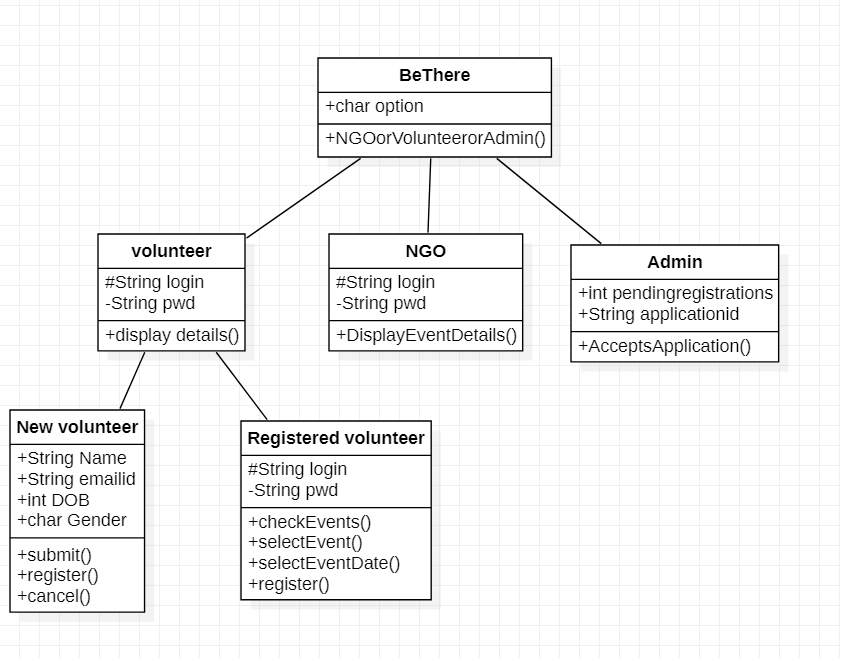 BeThere
+char option
+NGOorVolunteerorAdmin()
volunteer
#String login
-String pwd
+display details()
NGO
#String login
-String pwd
+DisplayEventDetails()
Admin
+int pendingregistrations
+String applicationid
+AcceptsApplication()
New volunteer
+String Name
+String emailid
+int DOB
+char Gender
+submit()
+register()
+cancel()
Registered volunteer
#String login
-String pwd
+checkEvents()
+selectEvent()
+selectEventDate()
+register()